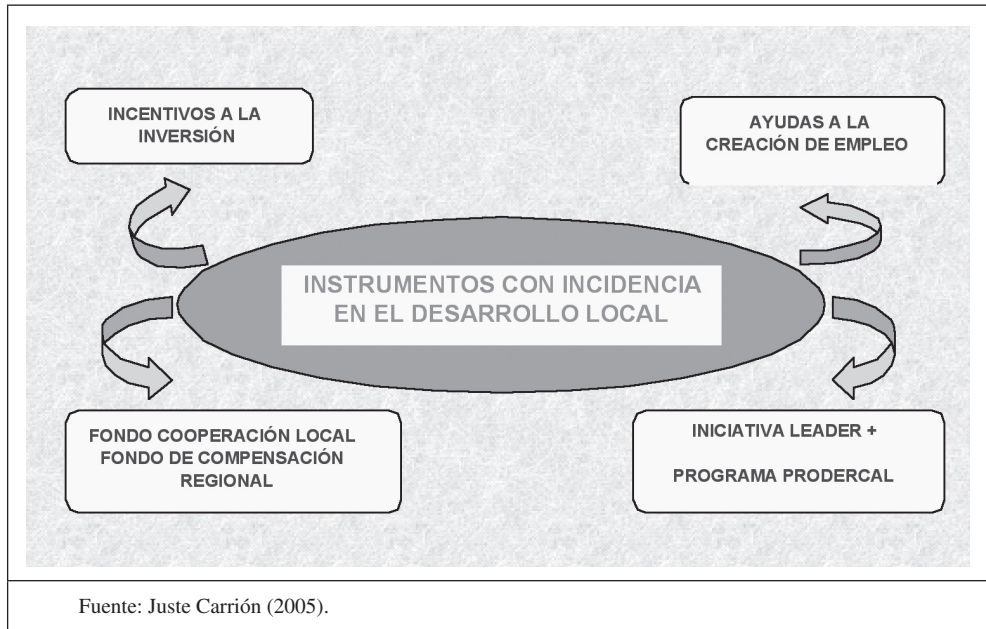 INCENTIVOS A LA
INVERSIÓN
AYUDAS A LA
CREACIÓN DE EMPLEO
INSTRUMENTOS CON INCIDENCIA
EN EL DESARROLLO LOCAL
FONDO COOPERACIÓN LOCAL
FONDO DE COMPENSACIÓN
REGIONAL
INICIATIVA LEADER +
PROGRAMA PRODERCAL
Fuente: Juste Carrión (2005).